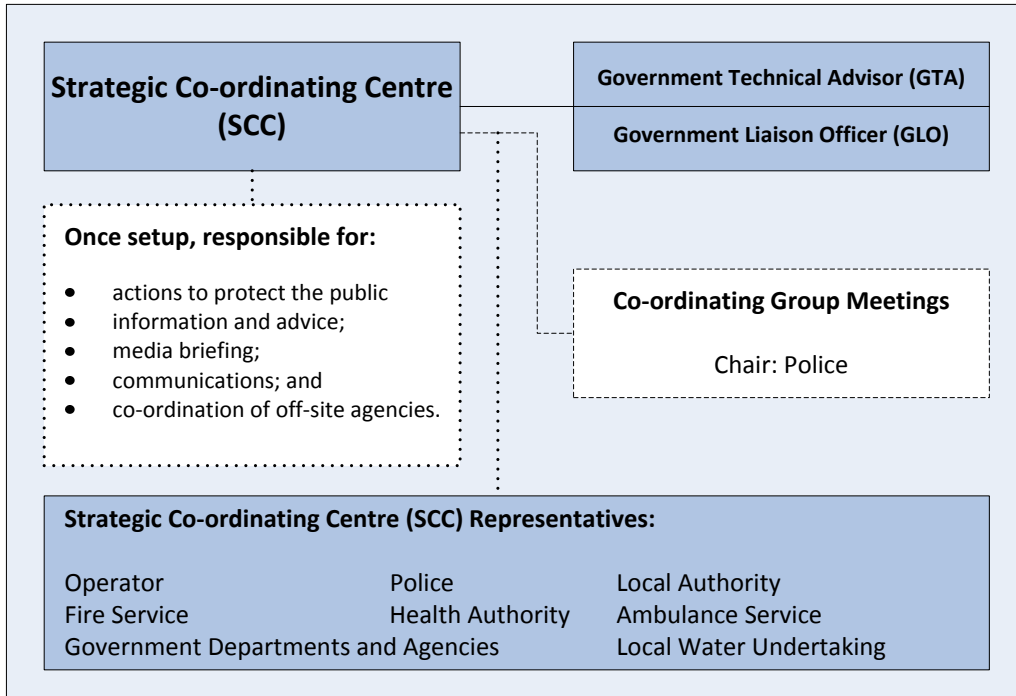 Strategic Co-ordinating Centre
(SCC)
Government Technical Advisor (GTA)
Government Liaison Officer (GLO)
Once setup, responsible for:
• actions to protect the public
• information and advice;
• media briefing;
• communications; and
• co-ordination of off-site agencies.
Co-ordinating Group Meetings
Chair: Police
Strategic Co-ordinating Centre (SCC) Representatives:
Operator Police Local Authority
Fire Service Health Authority Ambulance Service
Government Departments and Agencies Local Water Undertaking